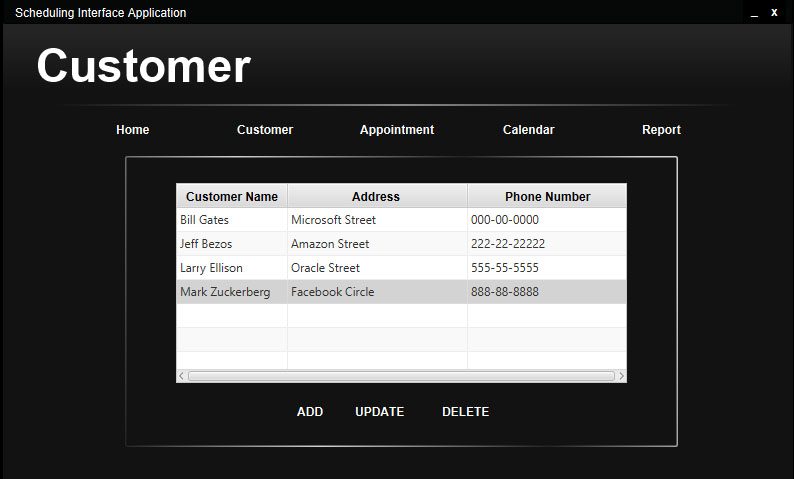 Scheduling Interface Application _ x
Customer
Home Customer Appointment Calendar Report
Customer Name Address Phone Number
Bill Gates Microsoft Street 000-00-0000
Jeff Bezos Amazon Street 222-22-22222
Larry Ellison Oracle Street 555-55-5555
Mark Zuckerberg Facebook Circle 888-88-8888
ADD UPDATE DELETE